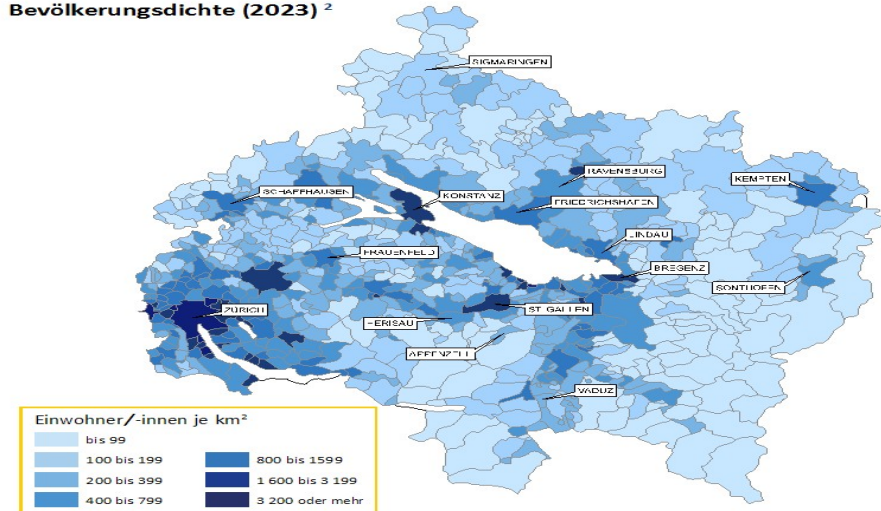 Bevölkerungsdichte (2023) ²
SIGMARINGEN
RAVENSBURG
KEMPTEN
SCHAFFHAUSEN
KONSTANZ
FRIEDRICHSHAFEN
LINDAU
FRAUENFELD
BREGENZ
SONTHOFEN
ZÜRICH
ST. GALLEN
HERISAU
APPENZELL
VADUZ
Einwohner/-innen je km²
bis 99
100 bis 199
800 bis 1599
200 bis 399
1 600 bis 3 199
400 bis 799
3 200 oder mehr